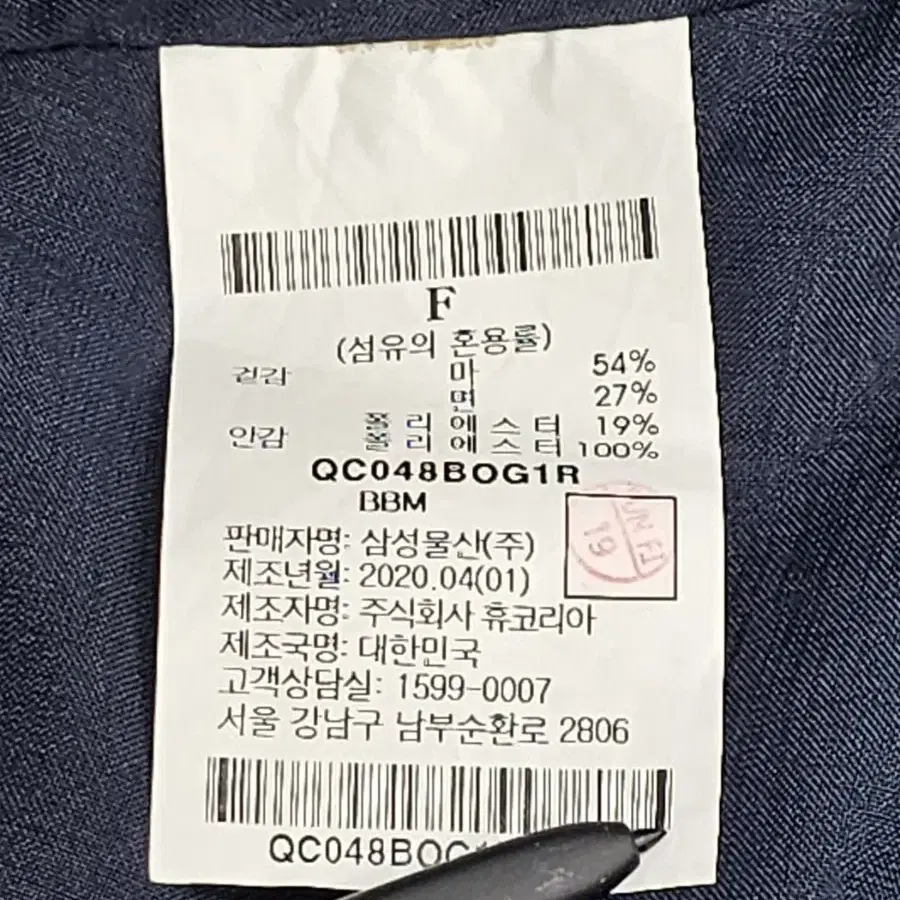 F
(섬유의 혼용률)
겉감 마 54%
면 27%
폴리에스터 19%
안감 폴리에스터 100%
QC048BOG1R
BBM
판매자명: 삼성물산(주)
제조년월: 2020.04(01)
제조자명: 주식회사 휴코리아
제조국명: 대한민국
고객상담실: 1599-0007
서울 강남구 남부순환로 2806
19
QC048BOG